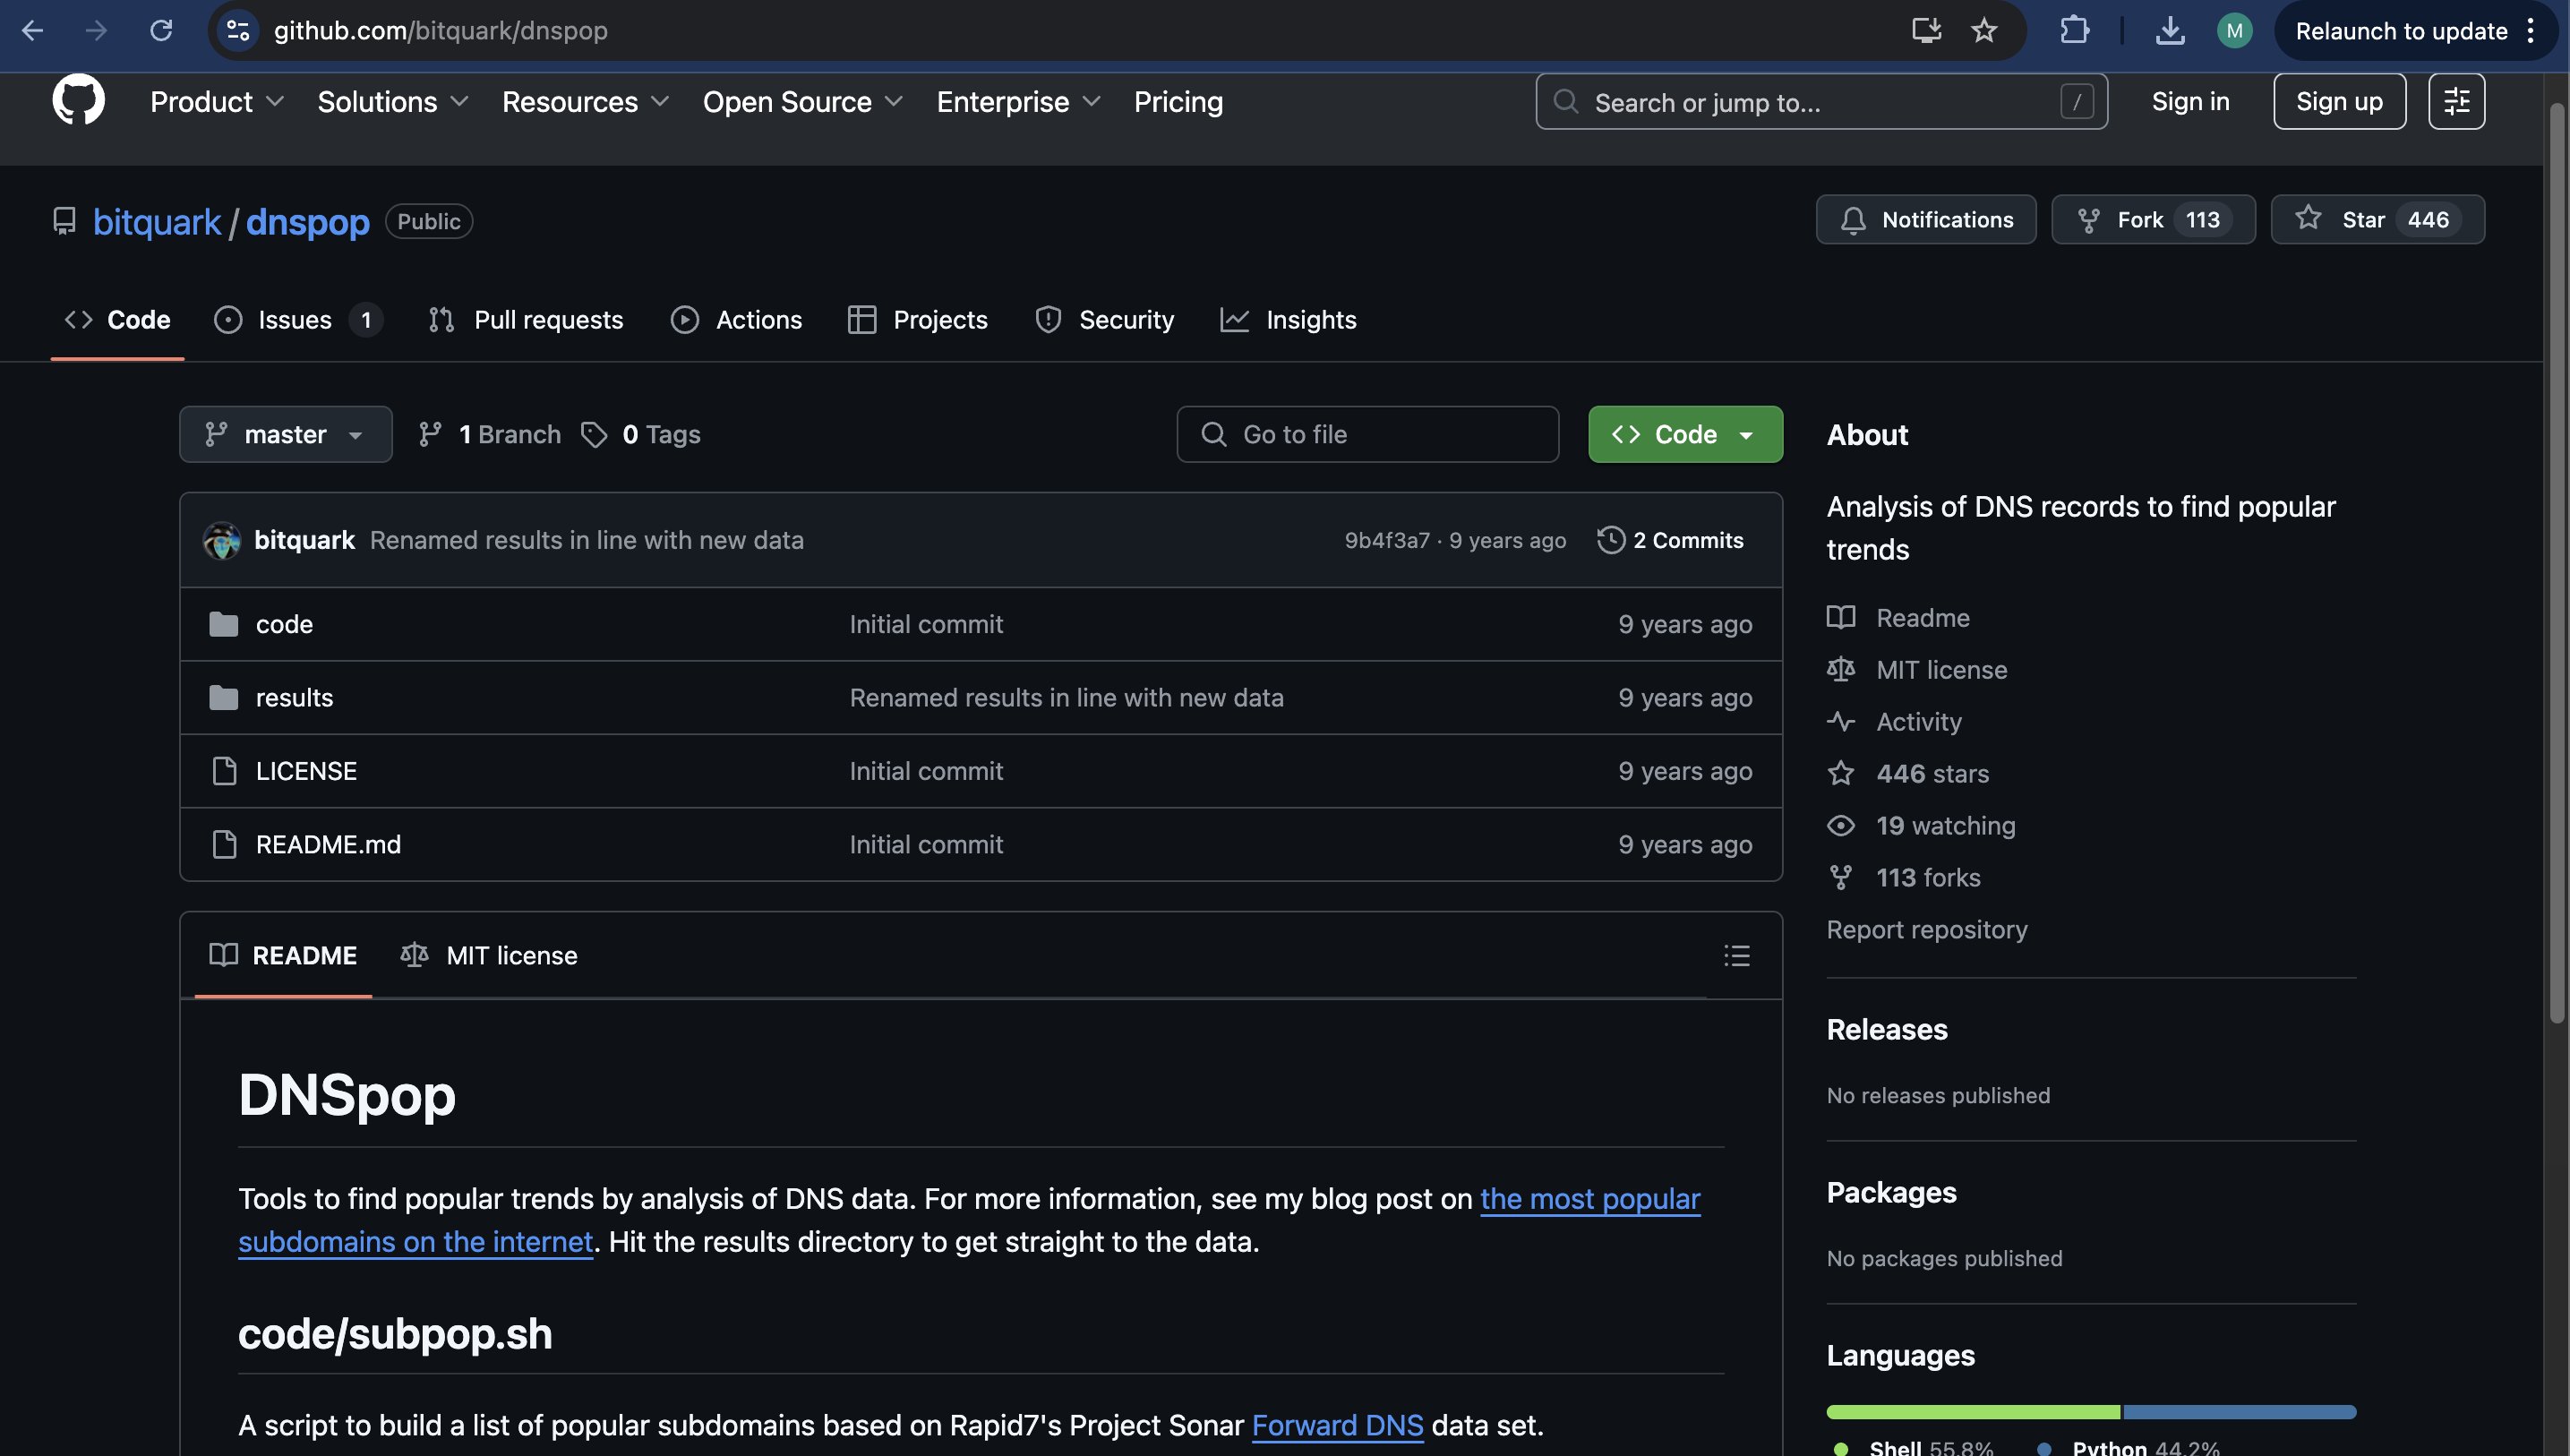 github.com/bitquark/dnspop
M
Relaunch to update
Product
Solutions
Resources
Open Source
Enterprise
Pricing
Search or jump to...
/
Sign in
Sign up
bitquark / dnspop Public
Notifications
Fork 113
Star 446
Code
Issues 1
Pull requests
Actions
Projects
Security
Insights
master
1 Branch
0 Tags
Go to file
Code
bitquark Renamed results in line with new data 9b4f3a7 · 9 years ago 2 Commits
code Initial commit 9 years ago
results Renamed results in line with new data 9 years ago
LICENSE Initial commit 9 years ago
README.md Initial commit 9 years ago
README
MIT license
DNSpop
Tools to find popular trends by analysis of DNS data. For more information, see my blog post on the most popular
subdomains on the internet. Hit the results directory to get straight to the data.
code/subpop.sh
A script to build a list of popular subdomains based on Rapid7's Project Sonar Forward DNS data set.
About
Analysis of DNS records to find popular
trends
Readme
MIT license
Activity
446 stars
19 watching
113 forks
Report repository
Releases
No releases published
Packages
No packages published
Languages
Shell 55.8% Python 44.2%